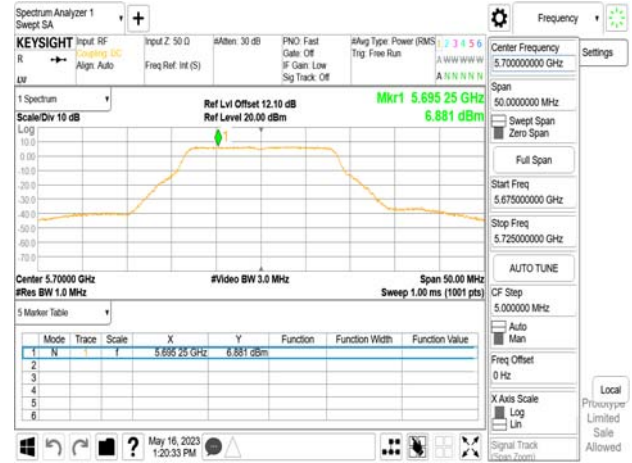 Spectrum Analyzer 1
Swept SA
Frequency
KEYSIGHT Input: RF Input Z: 50 Ω #Atten: 30 dB PNO: Fast #Avg Type: Power (RMS) 1 2 3 4 5 6
R Coupling: DC Gate: Off Trig: Free Run
Align: Auto Freq Ref: Int (S) IF Gain: Low A WW WW W
Sig Track: Off A N N N N N
LM
Center Frequency
5.700000000 GHz
Settings
Span
50.0000000 MHz
Swept Span
Zero Span
Full Span
Start Freq
5.675000000 GHz
Stop Freq
5.725000000 GHz
AUTO TUNE
CF Step
5.000000 MHz
Auto
Man
Freq Offset
0 Hz
X Axis Scale
Log
Lin
Signal Track
(Span Zoom)
Local
Prototype
Limited
Sale
Allowed
1 Spectrum
Scale/Div 10 dB
Ref Lvl Offset 12.10 dB
Ref Level 20.00 dBm
Mkr1 5.695 25 GHz
6.881 dBm
Log
10.0
0.00
-10.0
-20.0
-30.0
-40.0
-50.0
-60.0
-70.0
1
Center 5.70000 GHz #Video BW 3.0 MHz Span 50.00 MHz
#Res BW 1.0 MHz Sweep 1.00 ms (1001 pts)
5 Marker Table
Mode Trace Scale X Y Function Function Width Function Value
1 N 1 f 5.695 25 GHz 6.881 dBm
2
3
4
5
6
May 16, 2023
1:20:33 PM